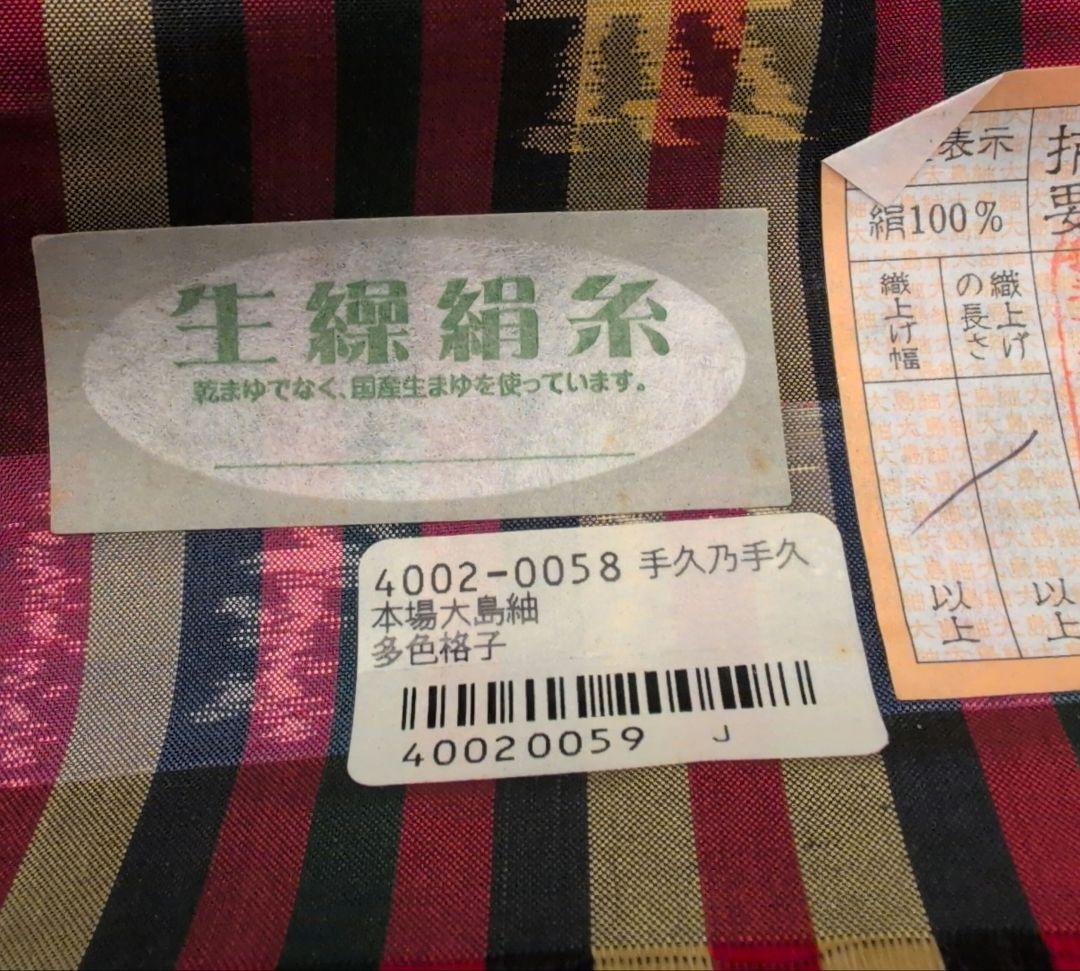 生繰絹糸
乾まゆでなく、国産生まゆを使っています。
4002-0058 手久乃手久
本場大島紬
多色格子
40020059 J
表示
絹100%
織上げ幅
織上げの長さ
以上
以上
摘要